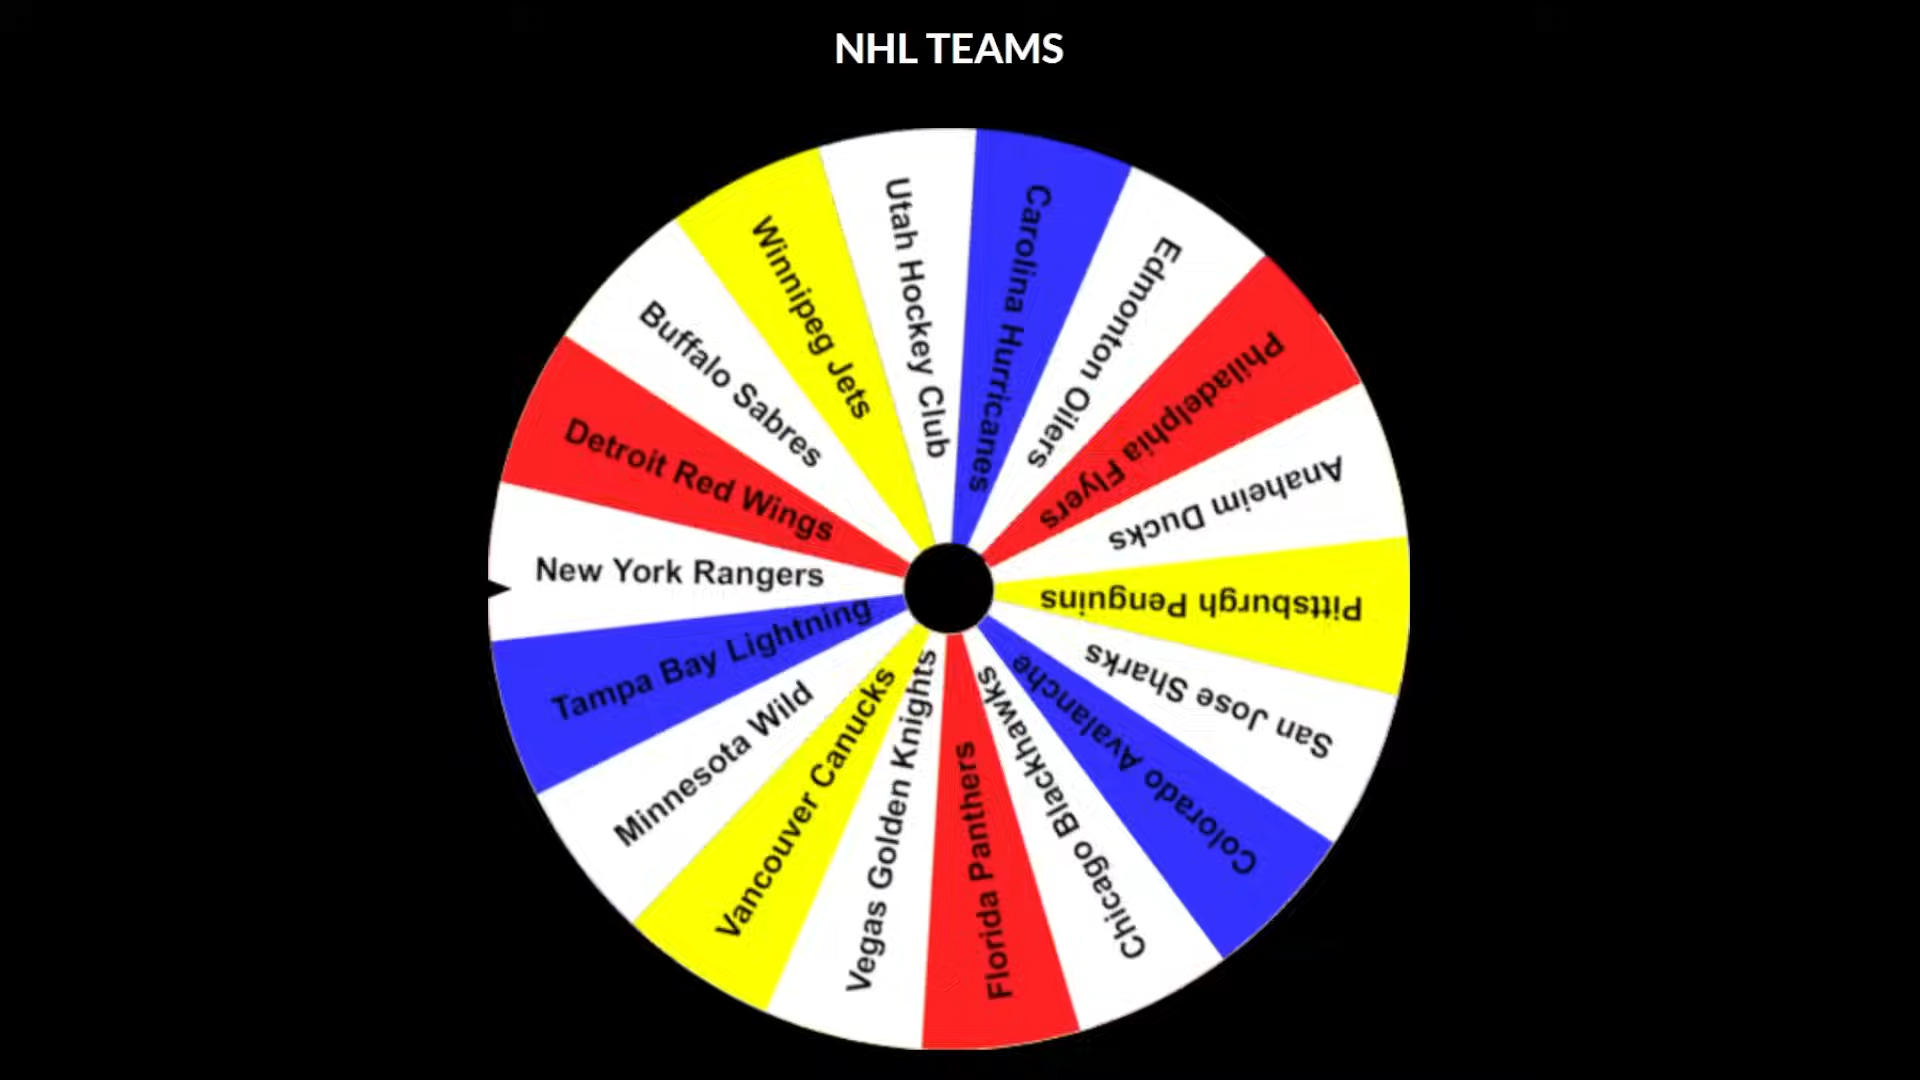 NHL TEAMS
Utah Hockey Club
Carolina Hurricanes
Edmonton Oilers
Philadelphia Flyers
Anaheim Ducks
Pittsburgh Penguins
San Jose Sharks
Colorado Avalanche
Chicago Blackhawks
Florida Panthers
Vegas Golden Knights
Vancouver Canucks
Minnesota Wild
Tampa Bay Lightning
New York Rangers
Detroit Red Wings
Buffalo Sabres
Winnipeg Jets